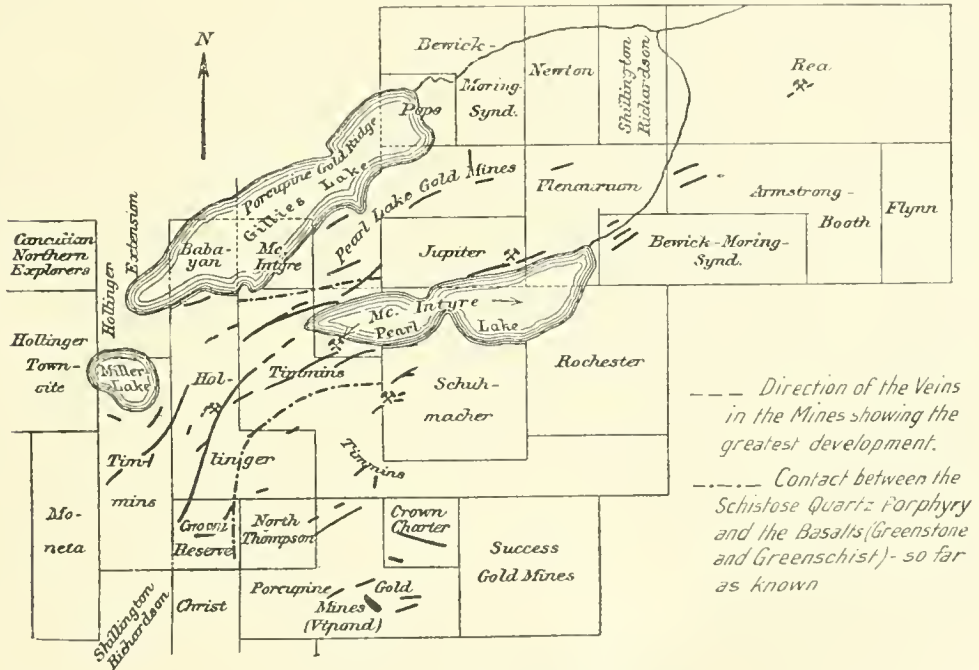 N
Bewick-
Moring-
Synd.
Newton
Shillington
Richardson
Rea
Pope
Porcupine Gold Ridge
Gillies Lake
Pearl Lake Gold Mines
Plenaurum
Armstrong-
Booth
Flynn
Canadian
Northern
Explorers
Hollinger
Extension
Baba-
yan
Mc.
Intyre
Jupiter
Bewick-Moring-
Synd.
Mc. Intyre
Pearl
Lake
Hollinger
Town-
site
Miller
Lake
Hol-
linger
Timmins
Schuh-
macher
Rochester
Tim-
mins
Timmins
Mo-
neta
Crown
Reserve
North
Thompson
Crown
Charter
Success
Gold Mines
Shillington
Richardson
Christ
Porcupine Gold
Mines
(Vipond)
Direction of the Veins
in the Mines showing the
greatest development.
Contact between the
Schistose Quartz Porphyry
and the Basalts (Greenstone
and Greenschist) - so far
as known